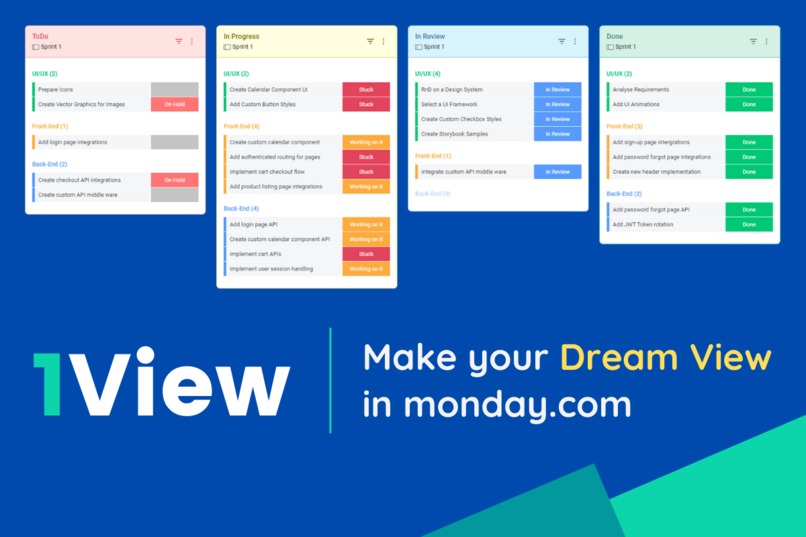 ToDo
Sprint 1
UI/UX (2)
Prepare Icons
Create Vector Graphics for Images On Hold
Front-End (1)
Add login page integrations
Back-End (2)
Create checkout API integrations On Hold
Create custom API middle ware
In Progress
Sprint 1
UI/UX (2)
Create Calendar Component UI Stuck
Add Custom Button Styles Stuck
Front-End (4)
Create custom calendar component Working on it
Add authenticated routing for pages Stuck
Implement cart checkout flow Stuck
Add product listing page integrations Working on it
Back-End (4)
Add login page API Working on it
Create custom calendar component API Working on it
Implement cart APIs Stuck
Implement user session handling Working on it
In Review
Sprint 1
UI/UX (4)
RnD on a Design System In Review
Select a UI Framework In Review
Create Custom Checkbox Styles In Review
Create Storybook Samples In Review
Front-End (1)
Integrate custom API middle ware In Review
Back-End (0)
Done
Sprint 1
UI/UX (2)
Analyse Requirements Done
Add UI Animations Done
Front-End (3)
Add sign-up page intergrations Done
Add password forgot page integrations Done
Create new header implementation Done
Back-End (2)
Add password forgot page API Done
Add JWT Token rotation Done
1View
Make your Dream View
in monday.com